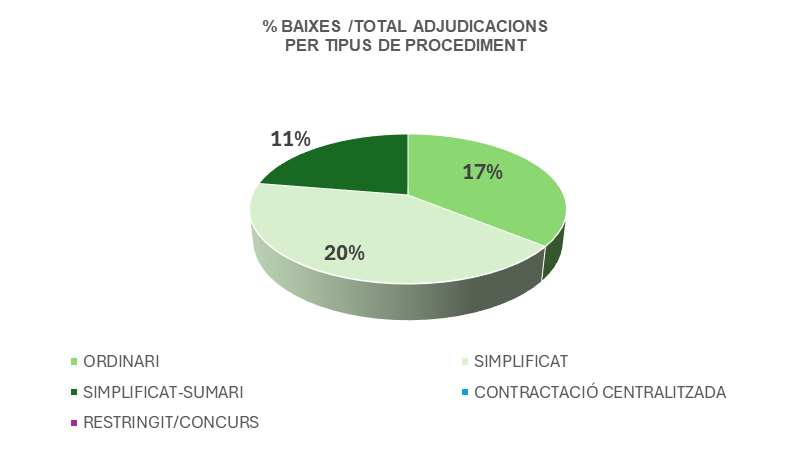 % BAIXES /TOTAL ADJUDICACIONS
PER TIPUS DE PROCEDIMENT
11%
17%
20%
ORDINARI
SIMPLIFICAT
SIMPLIFICAT-SUMARI
CONTRACTACIÓ CENTRALITZADA
RESTRINGIT/CONCURS